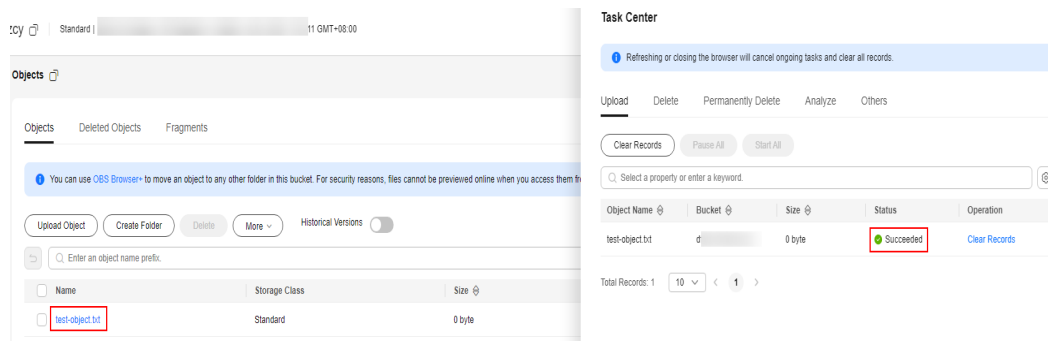 zcy Standard | 11 GMT+08:00
Objects
Objects Deleted Objects Fragments
You can use OBS Browser+ to move an object to any other folder in this bucket. For security reasons, files cannot be previewed online when you access them
Upload Object Create Folder Delete More Historical Versions
Enter an object name prefix.
Name Storage Class Size
test-object.txt Standard 0 byte
Task Center
Refreshing or closing the browser will cancel ongoing tasks and clear all records.
Upload Delete Permanently Delete Analyze Others
Clear Records Pause All Start All
Select a property or enter a keyword.
Object Name Bucket Size Status Operation
test-object.txt d 0 byte Succeeded Clear Records
Total Records: 1 10 < 1 >